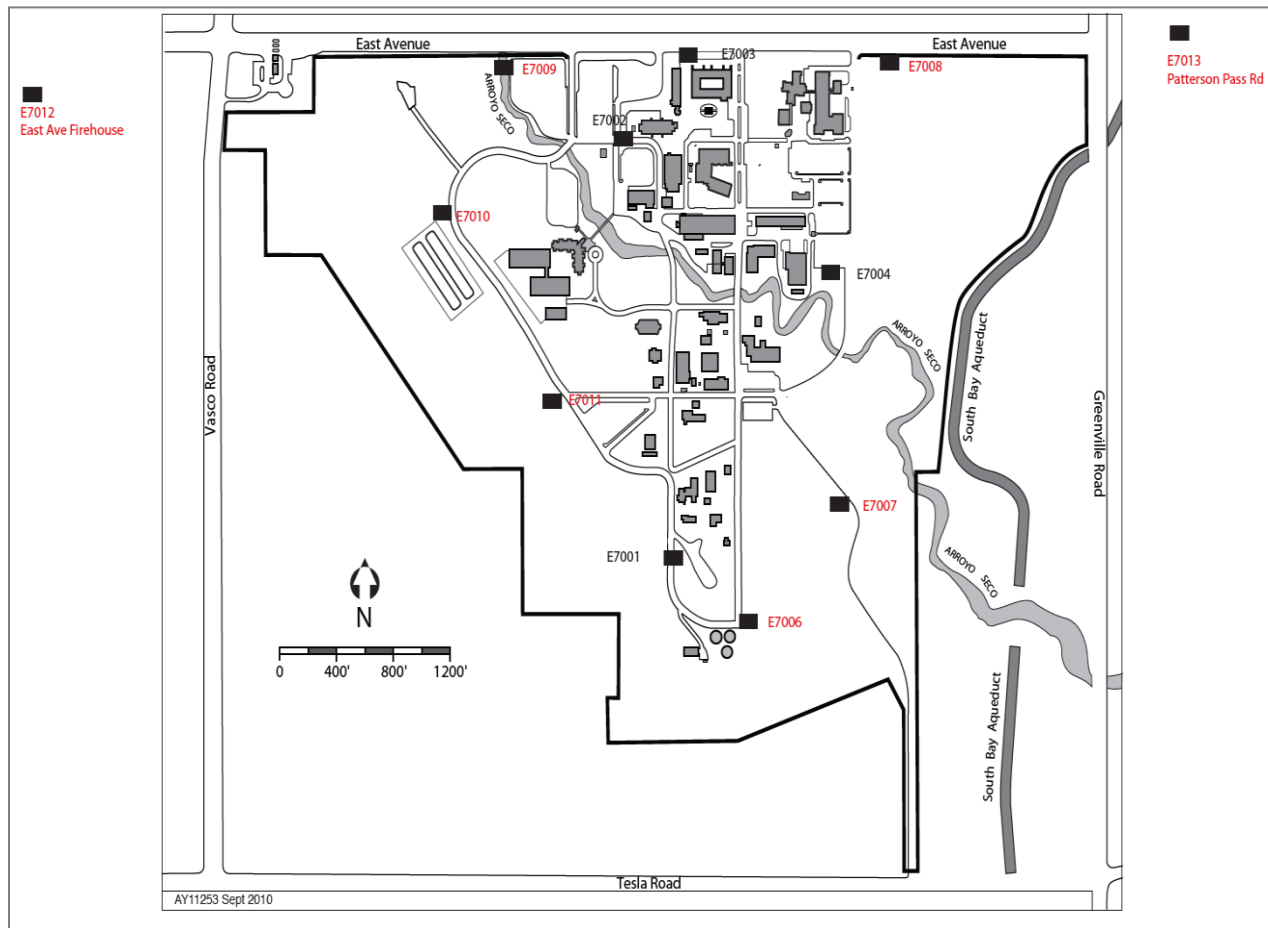 East Avenue
East Avenue
E7003
E7009
E7008
E7013
Patterson Pass Rd
E7012
East Ave Firehouse
ARROYO SECO
E7002
E7010
E7004
ARROYO SECO
Vasco Road
South Bay Aqueduct
Greenville Road
E7011
E7007
E7001
ARROYO SECO
N
E7006
0 400' 800' 1200'
South Bay Aqueduct
Tesla Road
AY11253 Sept 2010